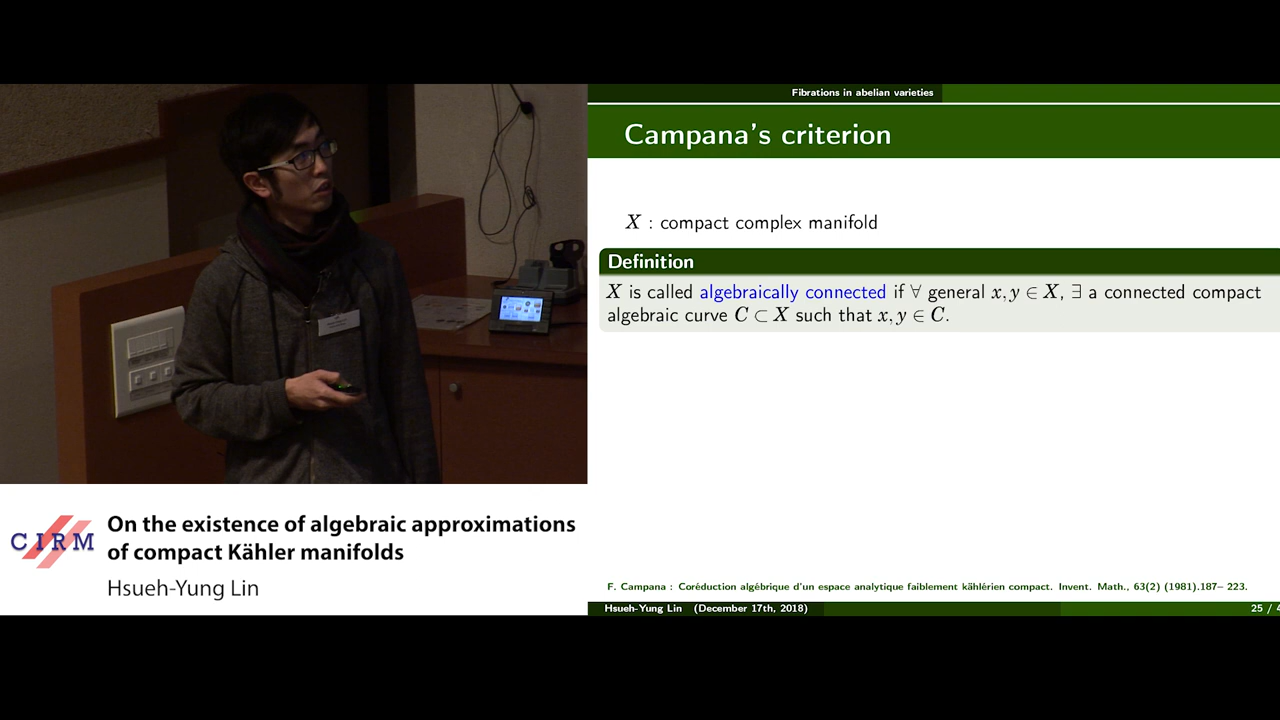 Fibrations in abelian varieties
Campana's criterion
X : compact complex manifold
Definition
X is called algebraically connected if ∀ general x, y ∈ X, ∃ a connected compact
algebraic curve C ⊂ X such that x, y ∈ C.
F. Campana : Coréduction algébrique d'un espace analytique faiblement kählérien compact. Invent. Math., 63(2) (1981).187– 223.
Hsueh-Yung Lin (December 17th, 2018)
25 /
CIRM
On the existence of algebraic approximations
of compact Kähler manifolds
Hsueh-Yung Lin